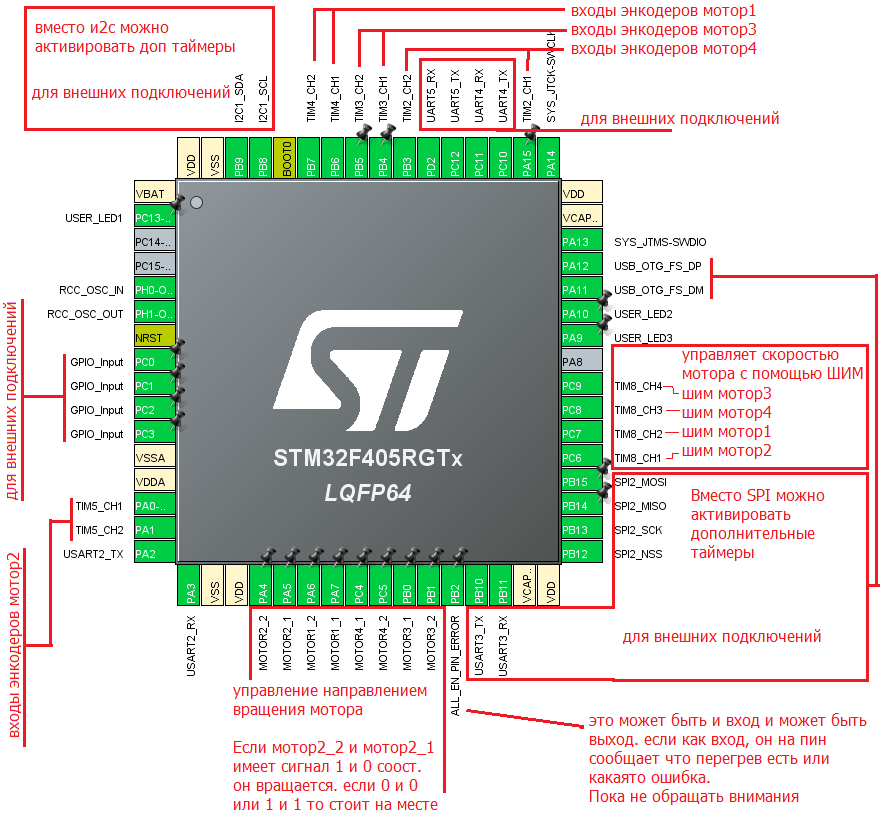 вместо и2с можно
активировать доп таймеры
для внешних подключений
входы энкодеров мотор1
входы энкодеров мотор3
входы энкодеров мотор4
для внешних подключений
I2C1_SDA
I2C1_SCL
TIM4_CH2
TIM4_CH1
TIM3_CH2
TIM3_CH1
TIM2_CH2
UART5_RX
UART5_TX
UART4_RX
UART4_TX
TIM2_CH1
SYS_JTCK-SWCLK
VDD
VSS
PB9
PB8
BOOT0
PB7
PB6
PB5
PB4
PB3
PD2
PC12
PC11
PC10
PA15
PA14
VBAT
USER_LED1
PC13-..
PC14-..
PC15-..
RCC_OSC_IN
PH0-O..
RCC_OSC_OUT
PH1-O..
NRST
GPIO_Input
PC0
GPIO_Input
PC1
GPIO_Input
PC2
GPIO_Input
PC3
VSSA
VDDA
TIM5_CH1
PA0-..
TIM5_CH2
PA1
USART2_TX
PA2
для внешних подключений
входы энкодеров мотор2
STM32F405RGTx
LQFP64
VDD
VCAP..
PA13
SYS_JTMS-SWDIO
PA12
USB_OTG_FS_DP
PA11
USB_OTG_FS_DM
PA10
USER_LED2
PA9
USER_LED3
PA8
PC9
TIM8_CH4
PC8
TIM8_CH3
PC7
TIM8_CH2
PC6
TIM8_CH1
PB15
SPI2_MOSI
PB14
SPI2_MISO
PB13
SPI2_SCK
PB12
SPI2_NSS
управляет скоростью
мотора с помощью ШИМ
шим мотор3
шим мотор4
шим мотор1
шим мотор2
Вместо SPI можно
активировать
дополнительные
таймеры
для внешних подключений
PA3
VSS
VDD
PA4
PA5
PA6
PA7
PC4
PC5
PB0
PB1
PB2
PB10
PB11
VCAP..
VDD
USART2_RX
MOTOR2_2
MOTOR2_1
MOTOR1_2
MOTOR1_1
MOTOR4_1
MOTOR4_2
MOTOR3_1
MOTOR3_2
ALL_EN_PIN_ERROR
USART3_TX
USART3_RX
управление направлением
вращения мотора
Если мотор2_2 и мотор2_1
имеет сигнал 1 и 0 соост.
он вращается. если 0 и 0
или 1 и 1 то стоит на месте
это может быть и вход и может быть
выход. если как вход, он на пин
сообщает что перегрев есть или
какаято ошибка.
Пока не обращать внимания